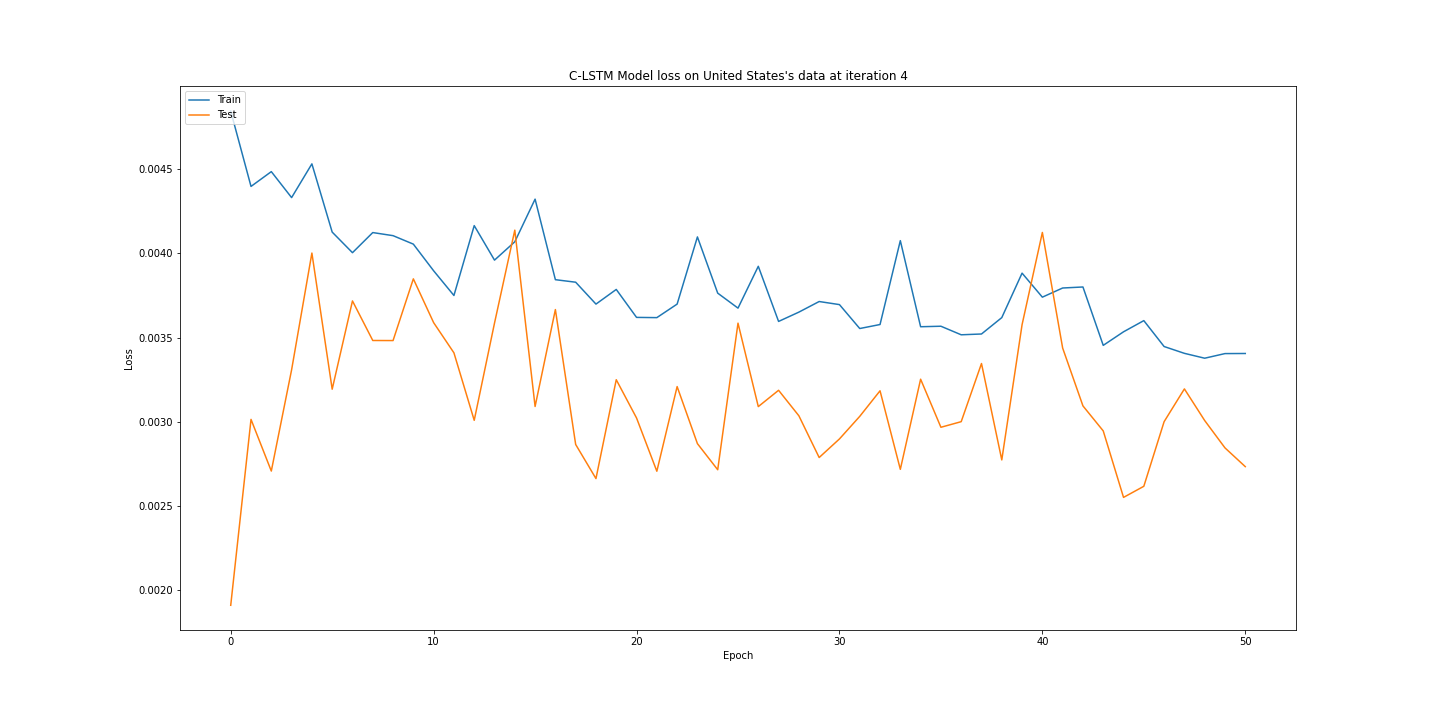 C-LSTM Model loss on United States's data at iteration 4
Train
Test
0.0045
0.0040
0.0035
0.0030
0.0025
0.0020
Loss
0 10 20 30 40 50
Epoch